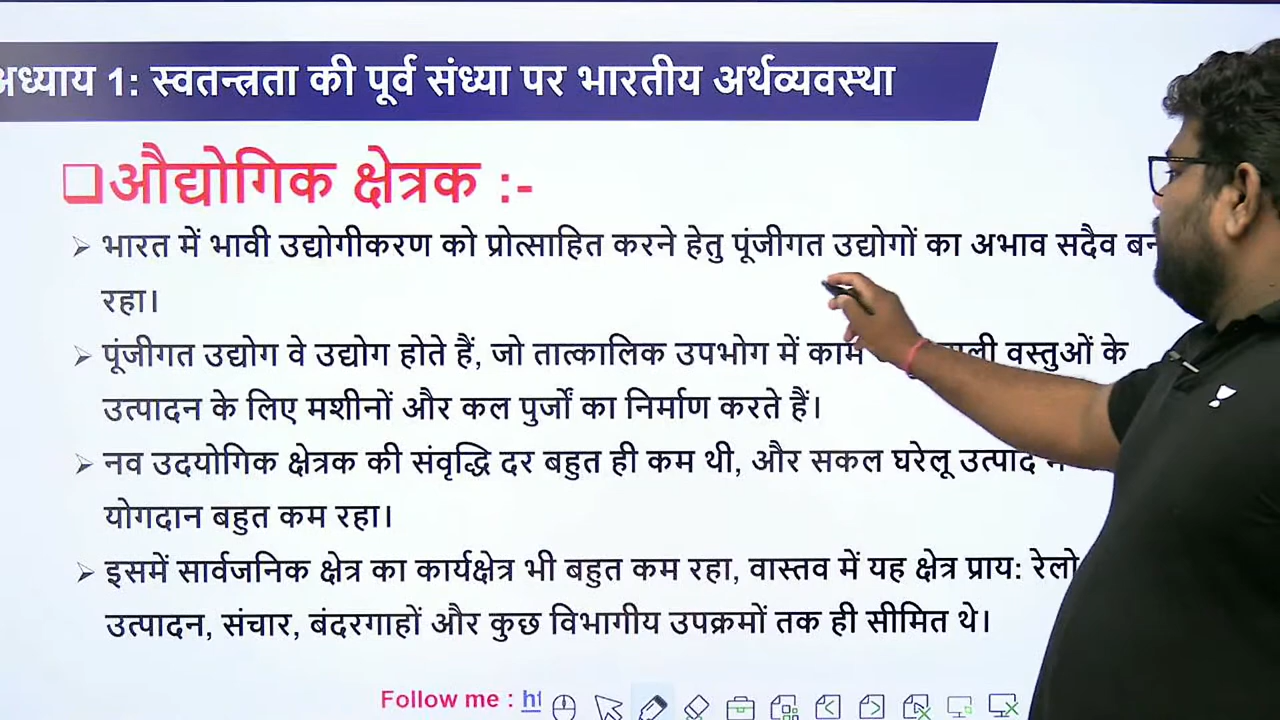 अध्याय 1: स्वतन्त्रता की पूर्व संध्या पर भारतीय अर्थव्यवस्था
औद्योगिक क्षेत्रक :-
भारत में भावी उद्योगीकरण को प्रोत्साहित करने हेतु पूंजीगत उद्योगों का अभाव सदैव
रहा।
पूंजीगत उद्योग वे उद्योग होते हैं, जो तात्कालिक उपभोग में काम वस्तुओं के
उत्पादन के लिए मशीनों और कल पुर्जों का निर्माण करते हैं।
नव उदयोगिक क्षेत्रक की संवृद्धि दर बहुत ही कम थी, और सकल घरेलू उत्पाद
योगदान बहुत कम रहा।
इसमें सार्वजनिक क्षेत्र का कार्यक्षेत्र भी बहुत कम रहा, वास्तव में यह क्षेत्र प्राय:
उत्पादन, संचार, बंदरगाहों और कुछ विभागीय उपक्रमों तक ही सीमित थे।
Follow me :